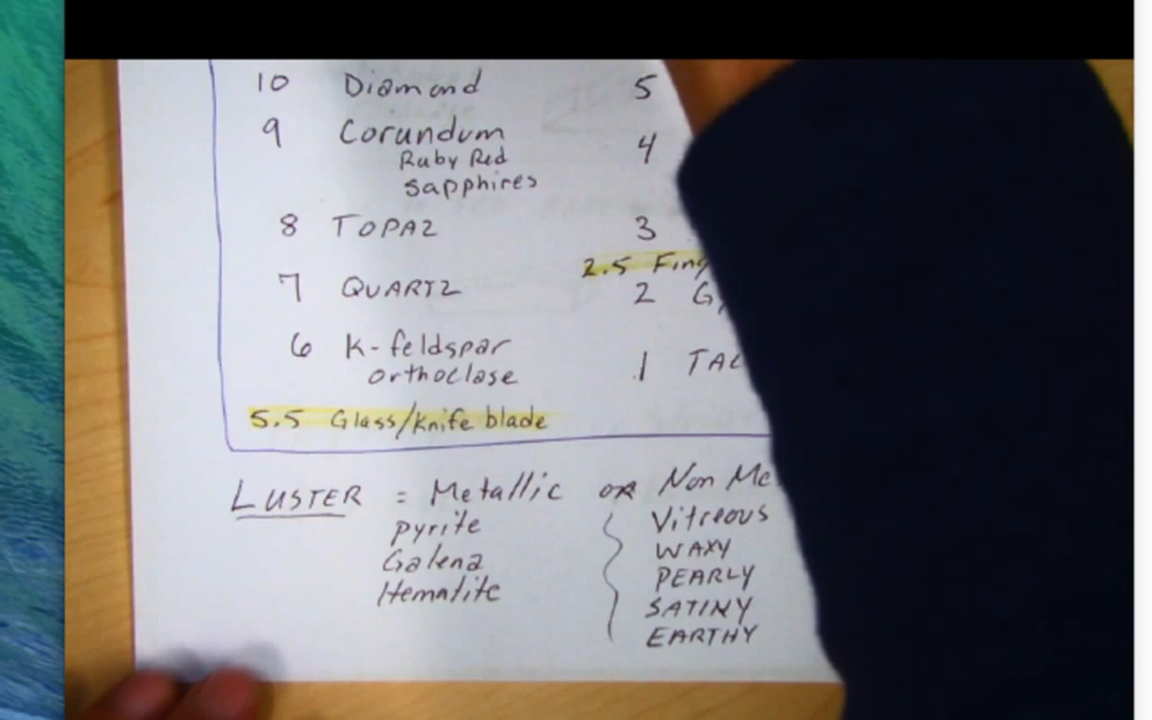 10 Diamond
9 Corundum
Ruby Red
Sapphires
8 TOPAZ
7 QUARTZ
6 K-feldspar
orthoclase
5.5 Glass/Knife blade
5
4
3
2.5
2
1
LUSTER = Metallic or Non
Pyrite
Galena
Hematite
Vitreous
WAXY
PEARLY
SATINY
EARTHY